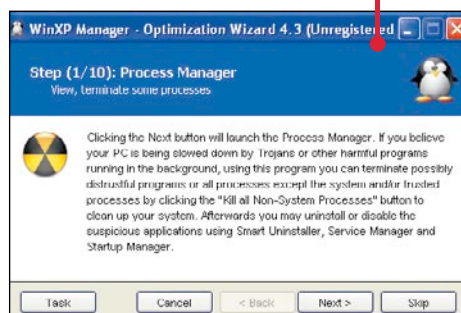 WinXP Manager - Optimization Wizard 4.3 (Unregistered
Step (1/10): Process Manager
View, terminate some processes
Clicking the Next button will launch the Process Manager. If you believe
your PC is being slowed down by Trojans or other harmful programs
running in the background, using this program you can terminate possibly
distrustful programs or all processes except the system and/or trusted
processes by clicking the "Kill all Non-System Processes" button to
clean up your system. Afterwards you may uninstall or disable the
suspicious applications using Smart Uninstaller, Service Manager and
Startup Manager.
Task Cancel < Back Next > Skip